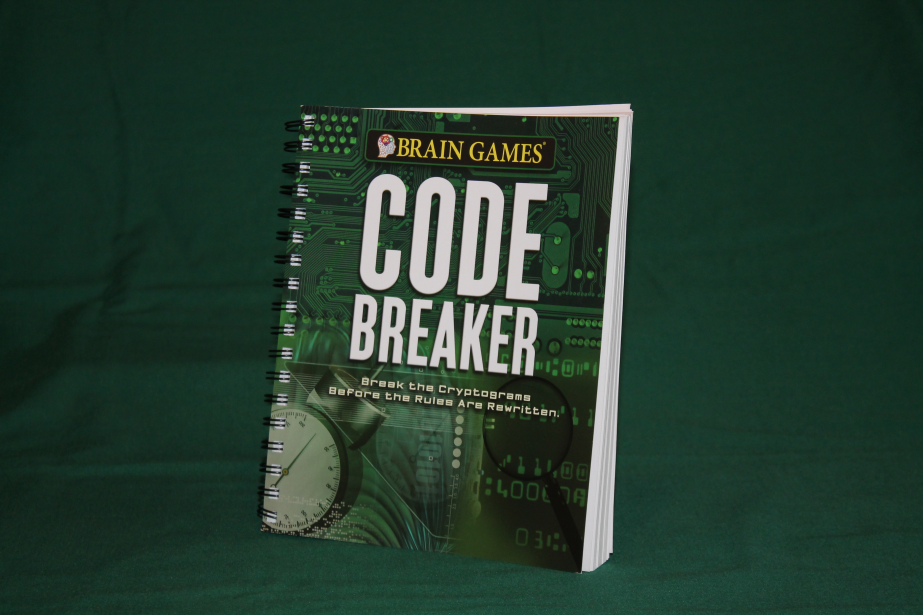 BRAIN GAMES®
CODE
BREAKER
Break the Cryptograms
Before the Rules Are Rewritten.